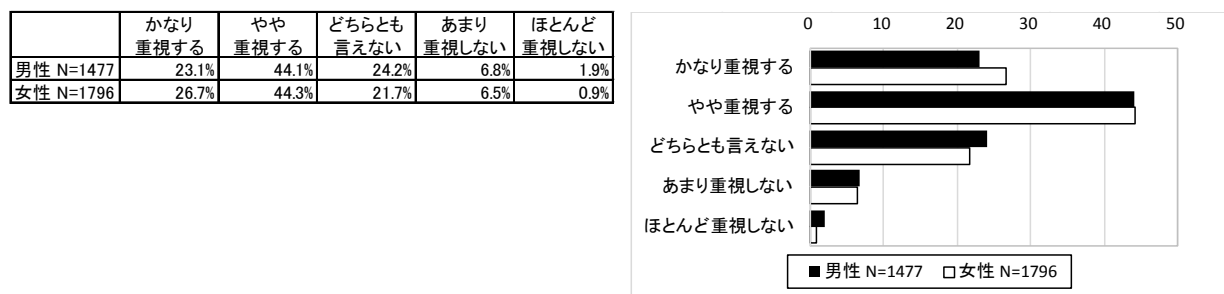 かなり 重視する やや 重視する どちらとも 言えない あまり 重視しない ほとんど 重視しない
男性 N=1477 23.1% 44.1% 24.2% 6.8% 1.9%
女性 N=1796 26.7% 44.3% 21.7% 6.5% 0.9%
0 10 20 30 40 50
かなり重視する
やや重視する
どちらとも言えない
あまり重視しない
ほとんど重視しない
男性 N=1477 女性 N=1796